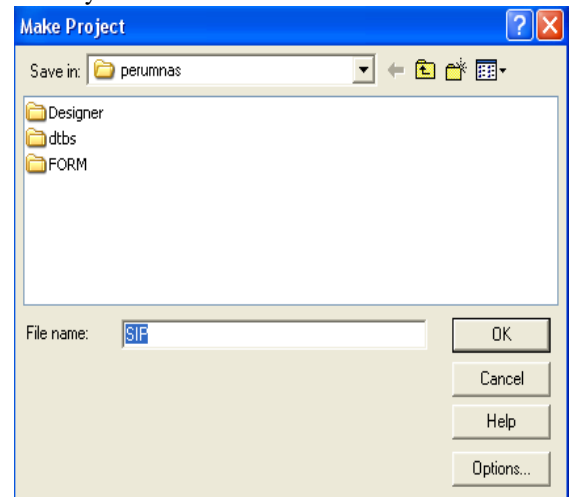 Make Project
Save in: perumnas
Designer
dtbs
FORM
File name: SIP
OK
Cancel
Help
Options...